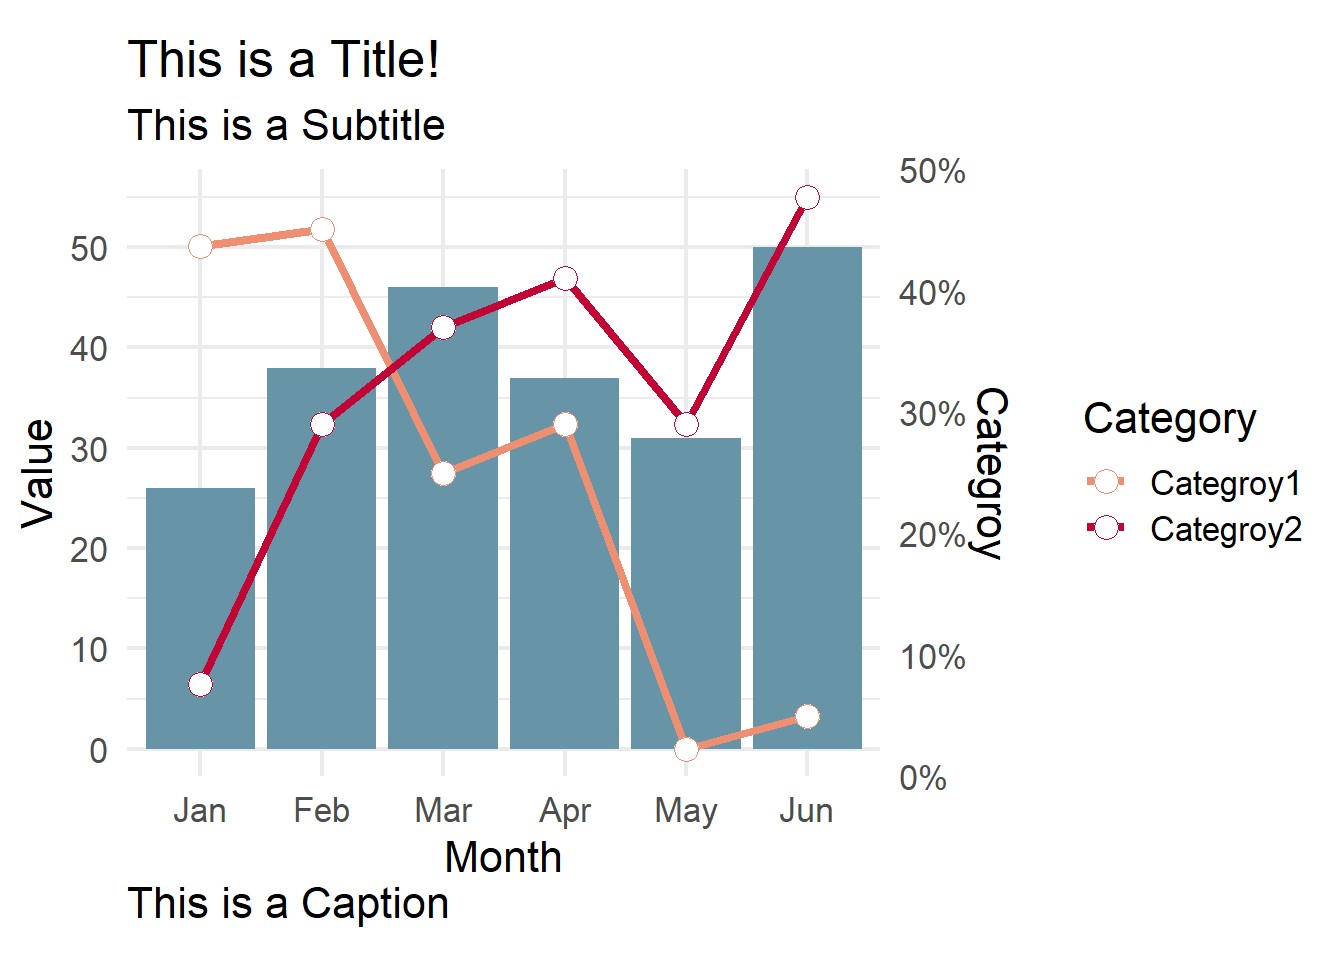 This is a Title!
This is a Subtitle
50
40
30
20
10
0
Value
50%
40%
30%
20%
10%
0%
Categroy
Category
Categroy1
Categroy2
Jan Feb Mar Apr May Jun
Month
This is a Caption